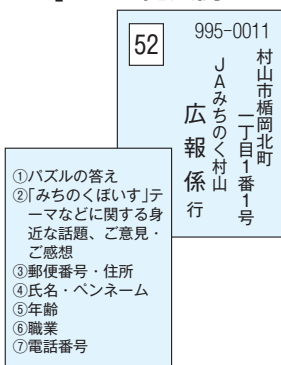 52
995-0011
村山市楯岡北町
一丁目1番1号
JAみちのく村山
広報係 行
①パズルの答え
②「みちのくぼいす」テ
ーマなどに関する身
近な話題、ご意見・
ご感想
③郵便番号・住所
④氏名・ペンネーム
⑤年齢
⑥職業
⑦電話番号